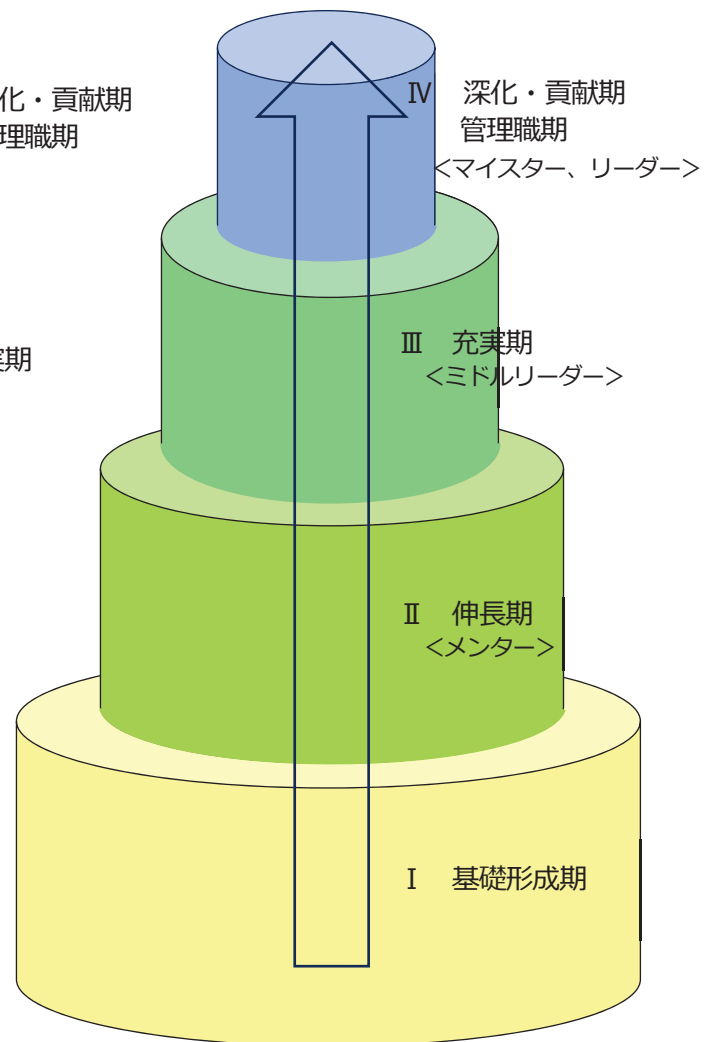 化・貢献期
理職期
Ⅳ 深化・貢献期
管理職期
<マイスター、リーダー>
期
Ⅲ 充実期
<ミドルリーダー>
Ⅱ 伸長期
<メンター>
Ⅰ 基礎形成期